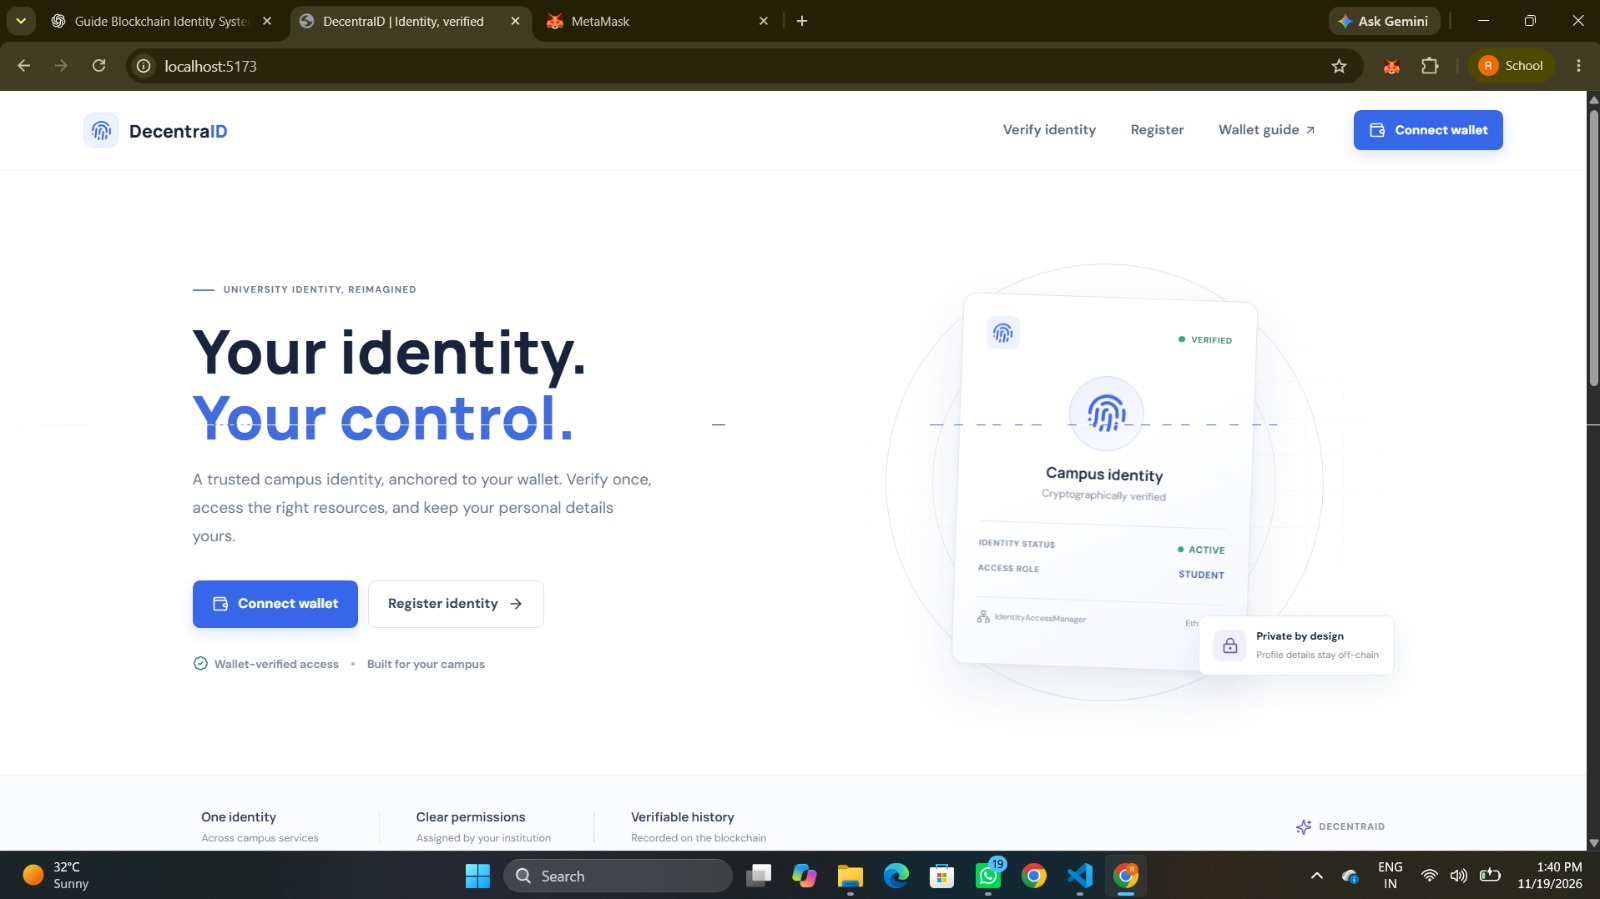 Guide Blockchain Identity Syste
DecentraID | Identity, verified
MetaMask
Ask Gemini
localhost:5173
R
School
DecentraID
Verify identity
Register
Wallet guide ↗
Connect wallet
UNIVERSITY IDENTITY, REIMAGINED
Your identity.
Your control.
A trusted campus identity, anchored to your wallet. Verify once,
access the right resources, and keep your personal details
yours.
Connect wallet
Register identity →
Wallet-verified access • Built for your campus
VERIFIED
Campus identity
Cryptographically verified
IDENTITY STATUS
ACTIVE
ACCESS ROLE
STUDENT
IdentityAccessManager
Eth
Private by design
Profile details stay off-chain
One identity
Across campus services
Clear permissions
Assigned by your institution
Verifiable history
Recorded on the blockchain
DECENTRAID
32°C
Sunny
Search
19
ENG
IN
1:40 PM
11/19/2026